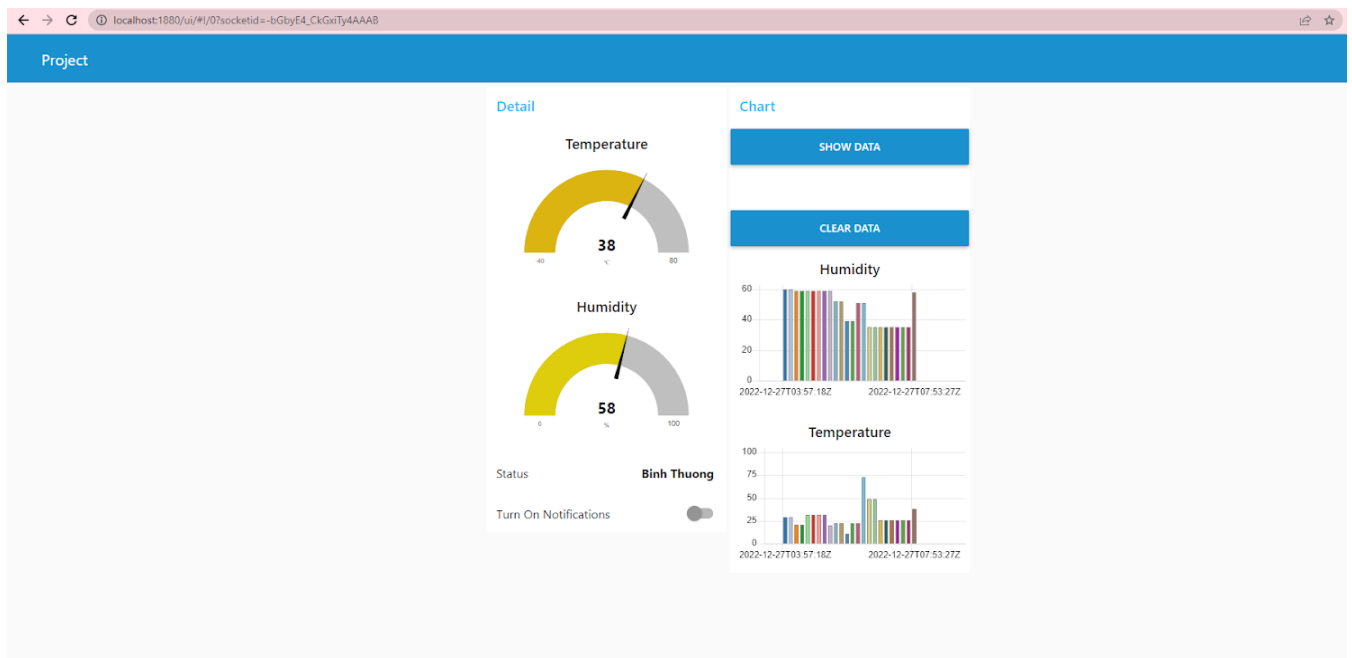 localhost:1880/ui/#!/0?socketid=-bGbyE4_CkGxiTy4AAAB
Project
Detail
Temperature
38
40
℃
80
Humidity
58
0
%
100
Status Binh Thuong
Turn On Notifications
Chart
SHOW DATA
CLEAR DATA
Humidity
60
40
20
0
2022-12-27T03:57:18Z 2022-12-27T07:53:27Z
Temperature
100
75
50
25
0
2022-12-27T03:57:18Z 2022-12-27T07:53:27Z